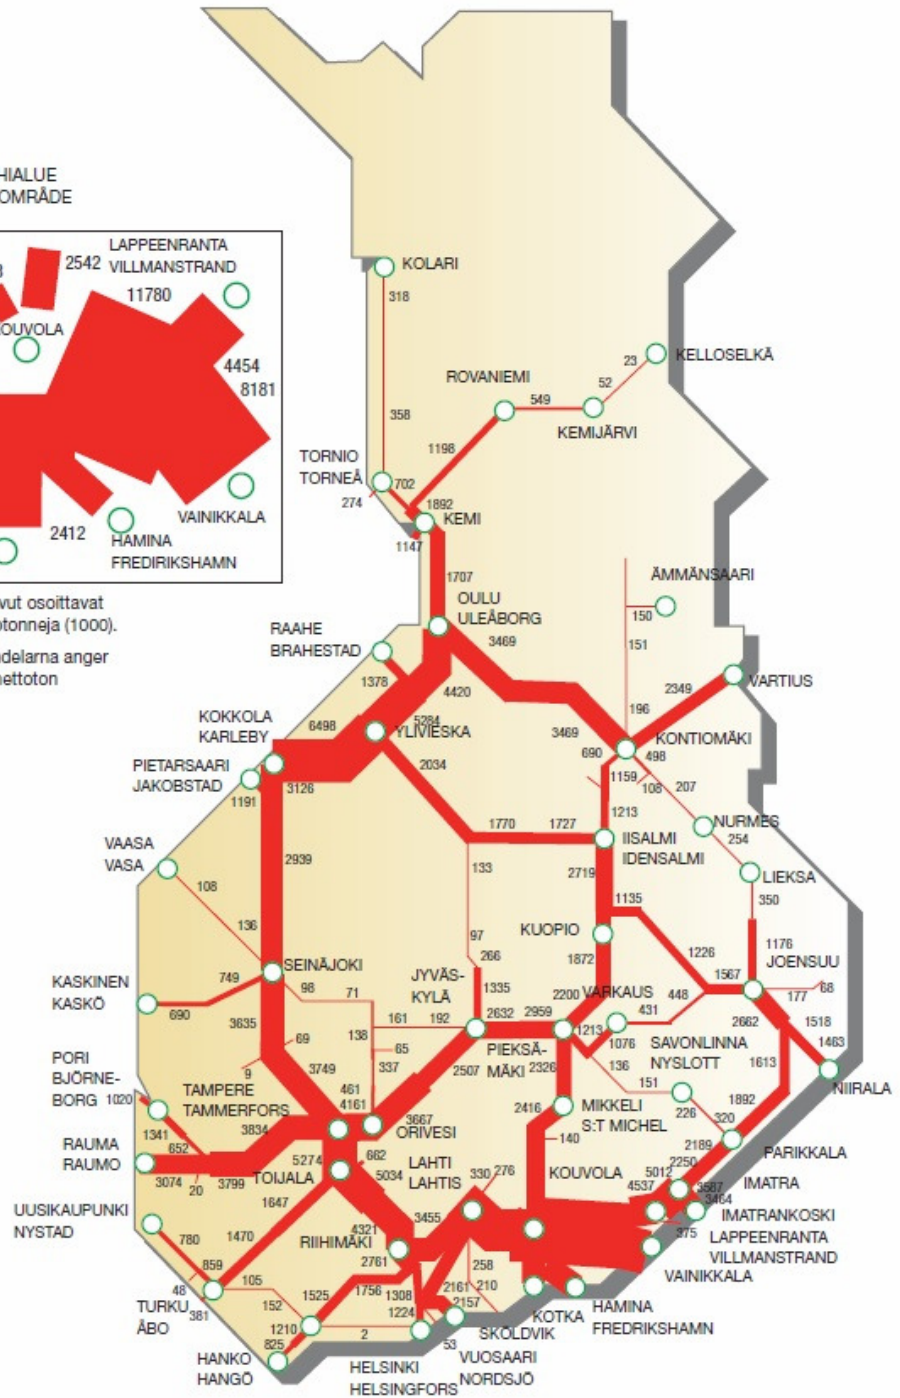 HIALUE
OMRÅDE
LAPPEENRANTA
VILLMANSTRAND
2542
11780
OUVOLA
4454
8181
VAINIKKALA
2412
HAMINA
FREDIRIKSHAMN
vut osoittavat
otonneja (1000).
delarna anger
nettoton
KOLARI
318
358
KELLOSELKÄ
23
52
ROVANIEMI
549
KEMIJÄRVI
1198
TORNIO
TORNEÅ
702
274
1892
KEMI
1147
1707
OULU
ULEÅBORG
3469
ÄMMÄNSAARI
150
151
RAAHE
BRAHESTAD
1378
4420
2349
VARTIUS
196
KOKKOLA
KARLEBY
6498
5284
YLIVIESKA
3469
KONTIOMÄKI
690
498
PIETARSAARI
JAKOBSTAD
2034
1159
108
207
1191
3126
1213
NURMES
254
1770
1727
IISALMI
IDENSALMI
VAASA
VASA
2939
133
2719
LIEKSA
350
108
1135
136
97
KUOPIO
266
1872
1226
1176
JOENSUU
SEINÄJOKI
JYVÄS-
KYLÄ
1335
1567
KASKINEN
KASKÖ
749
98
71
2200
VARKAUS
448
177
68
690
161
192
2632
2959
431
3635
138
1213
1076
2662
1518
69
65
PIEKSÄ-
MÄKI
SAVONLINNA
NYSLOTT
1463
PORI
BJÖRNE-
BORG
1020
9
3749
337
2507
2326
136
151
1613
NIIRALA
TAMPERE
TAMMERFORS
461
4161
2416
MIKKELI
S:T MICHEL
226
1892
1341
3834
3667
ORIVESI
320
RAUMA
RAUMO
652
140
2189
PARIKKALA
3074
20
3799
TOIJALA
5274
662
LAHTI
LAHTIS
KOUVOLA
5012
2250
IMATRA
5034
330
276
4537
3587
3464
UUSIKAUPUNKI
NYSTAD
1647
IMATRANKOSKI
1470
4321
3455
375
LAPPEENRANTA
VILLMANSTRAND
780
RIIHIMÄKI
2761
VAINIKKALA
859
105
258
48
1525
1756
1308
2161
210
TURKU
ÅBO
381
152
1224
2157
KOTKA
HAMINA
FREDRIKSHAMN
1210
2
53
SKÖLDVIK
825
HANKO
HANGÖ
HELSINKI
HELSINGFORS
VUOSAARI
NORDSJÖ